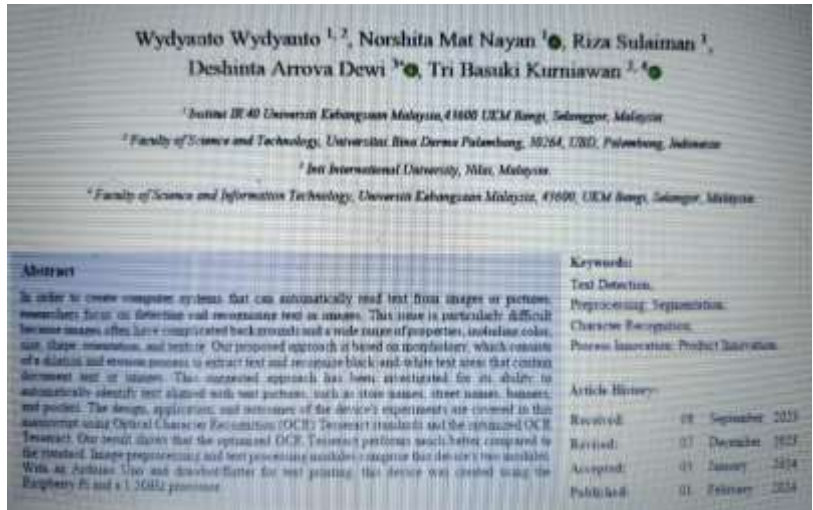 Wydyanto Wydyanto 1, 2, Norshita Mat Nayan 1, Riza Sulaiman 1,
Deshinta Arrova Dewi 3*, Tri Basuki Kurniawan 2, 4
1 Institut IR 40 Universiti Kebangsaan Malaysia, 43600 UKM Bangi, Selangor, Malaysia.
2 Faculty of Science and Technology, Universitas Bina Darma Palembang, 30264, UBD, Palembang, Indonesia.
3 Inti International University, Nilai, Malaysia.
4 Faculty of Science and Information Technology, Universiti Kebangsaan Malaysia, 43600, UKM Bangi, Selangor, Malaysia.
Abstract
In order to create computer systems that can automatically read text from images or pictures,
researchers focus on detecting and recognizing text in images. This issue is particularly difficult
because images often have complicated backgrounds and a wide range of properties, including color,
size, shape, orientation, and texture. Our proposed approach is based on morphology, which consists
of a dilation and erosion process to extract text and recognize black-and-white text areas that contain
document text or images. This suggested approach has been investigated for its ability to
automatically identify text aligned with text pictures, such as store names, street names, banners,
and posters. The design, application, and outcomes of the device's experiments are covered in this
manuscript using Optical Character Recognition (OCR) Tesseract standards and the optimized OCR
Tesseract. Our result shows that the optimized OCR Tesseract performs much better compared to
the standard. Image preprocessing and text processing modules comprise this device's two modules.
With an Arduino Uno and for text printing, this device was created using the
Raspberry Pi and a 1.2GHz processor.
Keywords:
Text Detection;
Preprocessing; Segmentation;
Character Recognition;
Process Innovation; Product Innovation.
Article History:
Received: 08 September 2023
Revised: 07 December 2023
Accepted: January 2024
Published: 01 February 2024